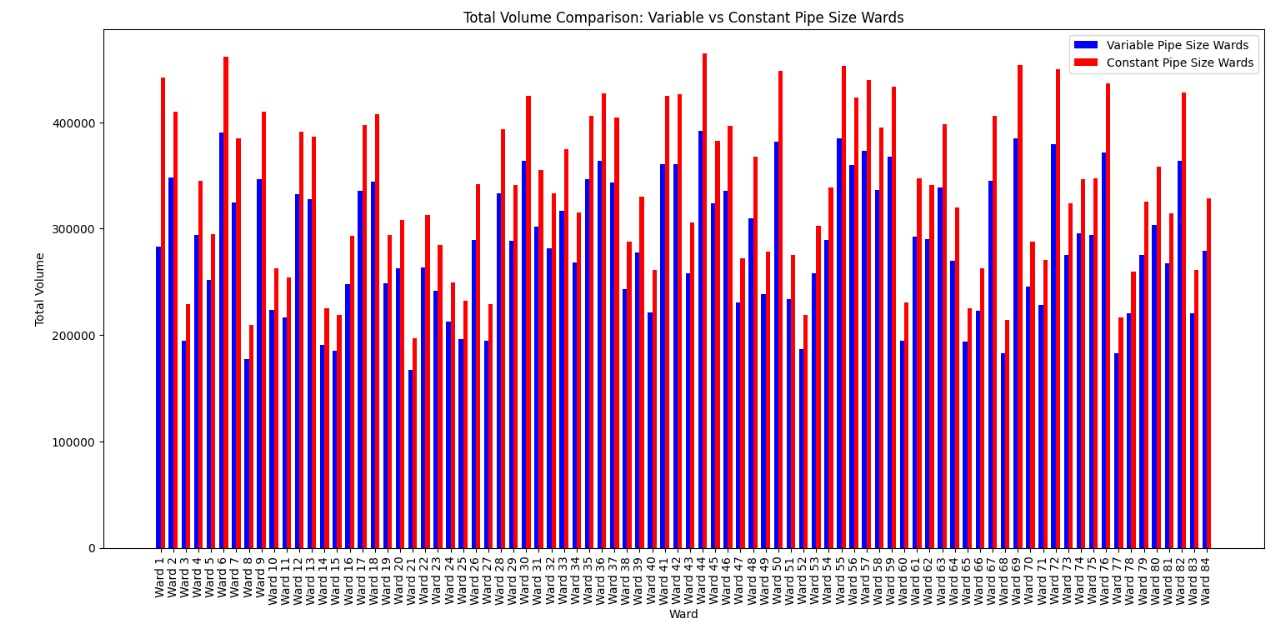 Total Volume Comparison: Variable vs Constant Pipe Size Wards
Variable Pipe Size Wards
Constant Pipe Size Wards
Total Volume
400000
300000
200000
100000
0
Ward 1
Ward 2
Ward 3
Ward 4
Ward 5
Ward 6
Ward 7
Ward 8
Ward 9
Ward 10
Ward 11
Ward 12
Ward 13
Ward 14
Ward 15
Ward 16
Ward 17
Ward 18
Ward 19
Ward 20
Ward 21
Ward 22
Ward 23
Ward 24
Ward 25
Ward 26
Ward 27
Ward 28
Ward 29
Ward 30
Ward 31
Ward 32
Ward 33
Ward 34
Ward 35
Ward 36
Ward 37
Ward 38
Ward 39
Ward 40
Ward 41
Ward 42
Ward 43
Ward 44
Ward 45
Ward 46
Ward 47
Ward 48
Ward 49
Ward 50
Ward 51
Ward 52
Ward 53
Ward 54
Ward 55
Ward 56
Ward 57
Ward 58
Ward 59
Ward 60
Ward 61
Ward 62
Ward 63
Ward 64
Ward 65
Ward 66
Ward 67
Ward 68
Ward 69
Ward 70
Ward 71
Ward 72
Ward 73
Ward 74
Ward 75
Ward 76
Ward 77
Ward 78
Ward 79
Ward 80
Ward 81
Ward 82
Ward 83
Ward 84
Ward